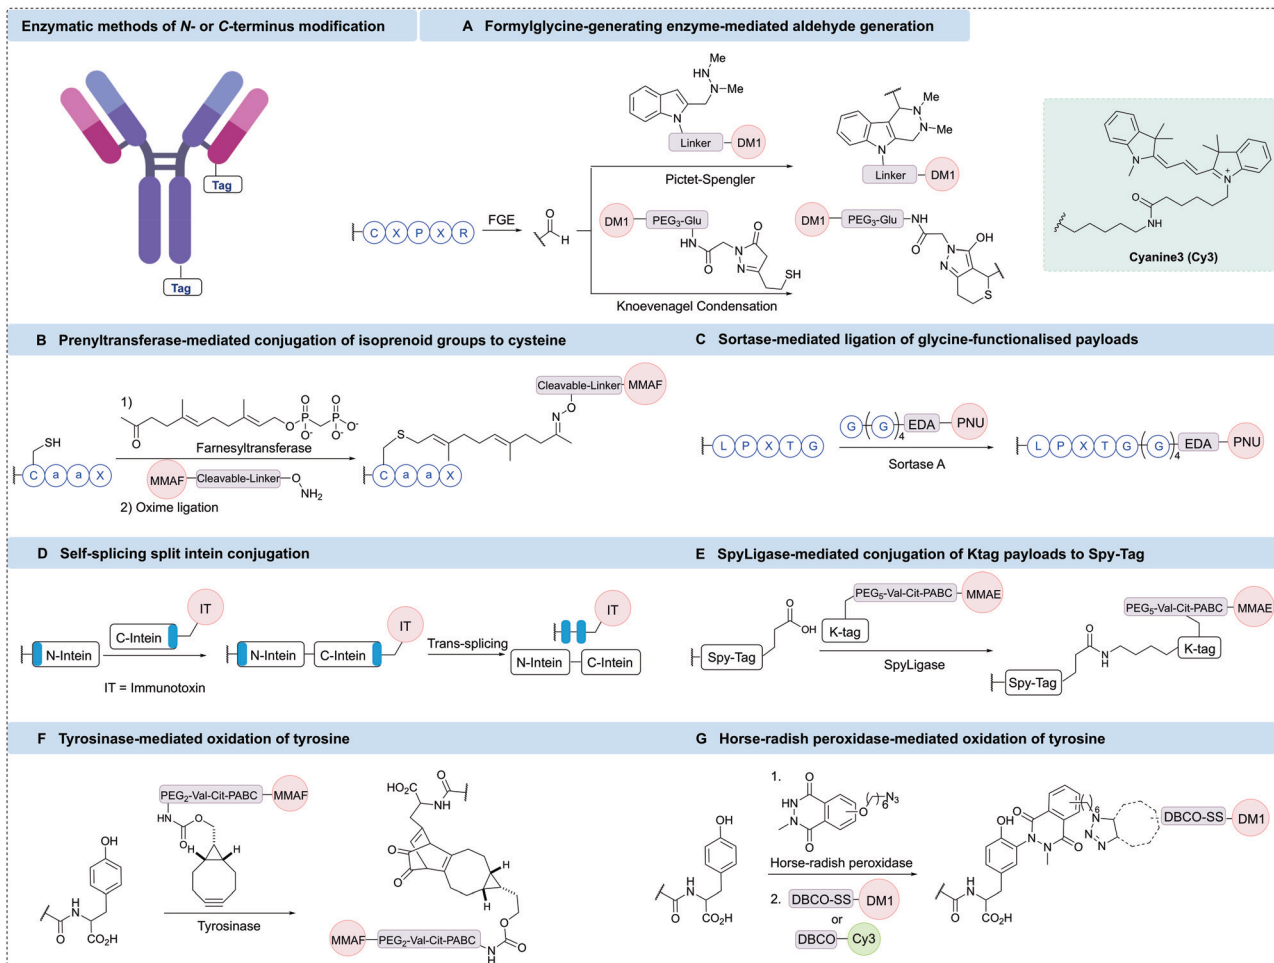 Enzymatic methods of N- or C-terminus modification
Tag
Tag
A Formylglycine-generating enzyme-mediated aldehyde generation
C X P X R
FGE
O
H
Me
HN
N
Me
N
Linker
DM1
Pictet-Spengler
Me
N
N
Me
N
Linker
DM1
DM1
PEG3-Glu
HN
O
O
N
N
SH
Knoevenagel Condensation
DM1
PEG3-Glu
NH
O
N
OH
N
S
N
N+
O
NH
Cyanine3 (Cy3)
B Prenyltransferase-mediated conjugation of isoprenoid groups to cysteine
SH
C a a X
1)
O
O O
O P P O-
O- O-
Farnesyltransferase
MMAF
Cleavable-Linker
O
NH2
2) Oxime ligation
Cleavable-Linker
MMAF
O
N
S
C a a X
C Sortase-mediated ligation of glycine-functionalised payloads
L P X T G
G (G)4 EDA PNU
Sortase A
L P X T G (G)4 EDA PNU
D Self-splicing split intein conjugation
IT
C-Intein
N-Intein
IT = Immunotoxin
IT
N-Intein
C-Intein
Trans-splicing
IT
N-Intein
C-Intein
E SpyLigase-mediated conjugation of Ktag payloads to Spy-Tag
O
OH
Spy-Tag
PEG5-Val-Cit-PABC
MMAE
K-tag
SpyLigase
PEG5-Val-Cit-PABC
MMAE
O
N
H
K-tag
Spy-Tag
F Tyrosinase-mediated oxidation of tyrosine
OH
H
N
O
CO2H
PEG2-Val-Cit-PABC
MMAF
NH
O
O
H
H
Tyrosinase
HO2C
O
N
H
O
O
H
H
O
O
N
H
MMAF
PEG2-Val-Cit-PABC
G Horse-radish peroxidase-mediated oxidation of tyrosine
OH
H
N
O
CO2H
1.
O
HN
N
Me
O
O
6
N3
Horse-radish peroxidase
2. DBCO-SS DM1
or
DBCO Cy3
OH
O
N
N
Me
O
6
N
N
N
DBCO-SS
DM1
H
N
O
CO2H